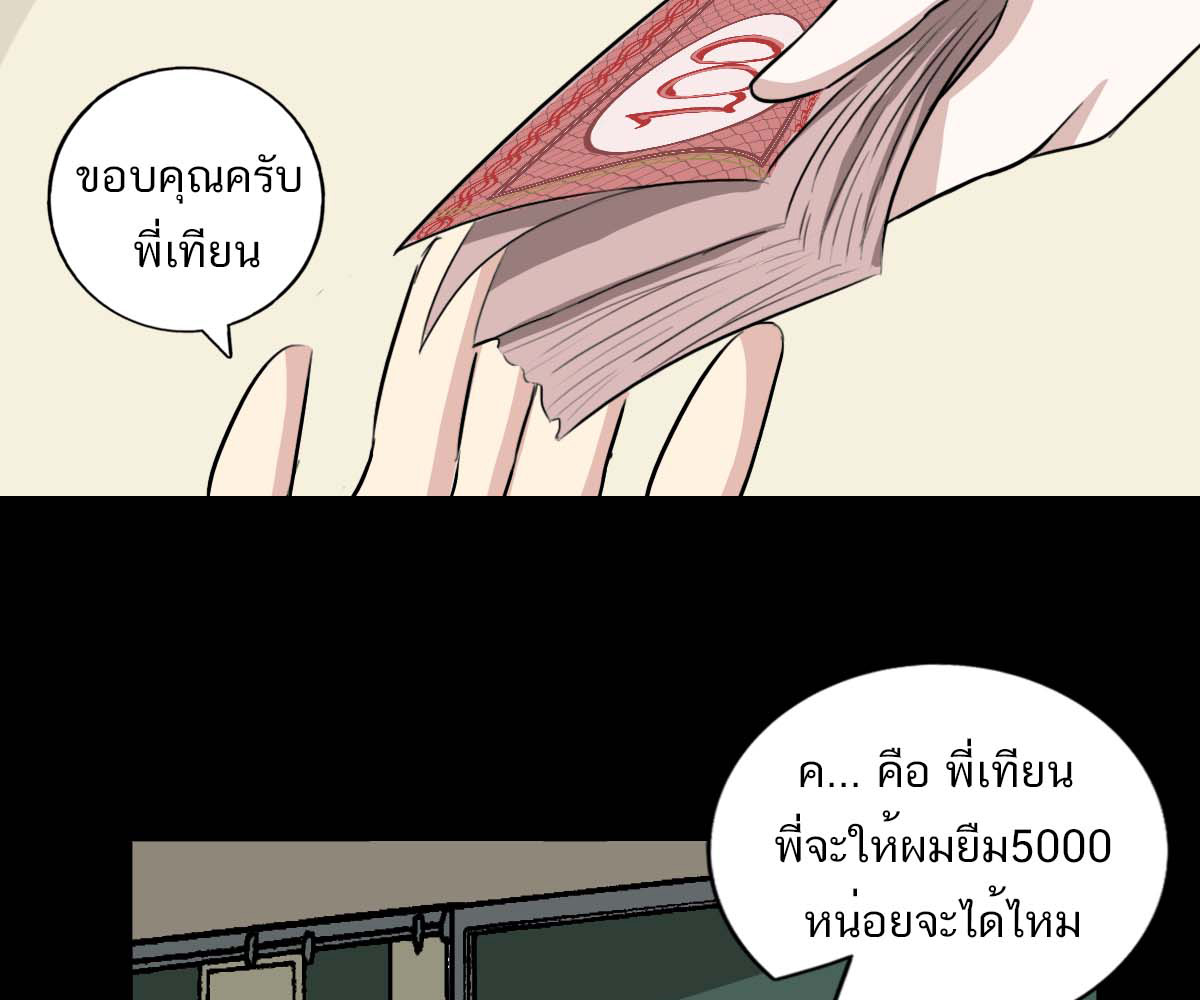 100
ขอบคุณครับ
พี่เทียน
ค... คือ พี่เทียน
พี่จะให้ผมยืม5000
หน่อยจะได้ไหม